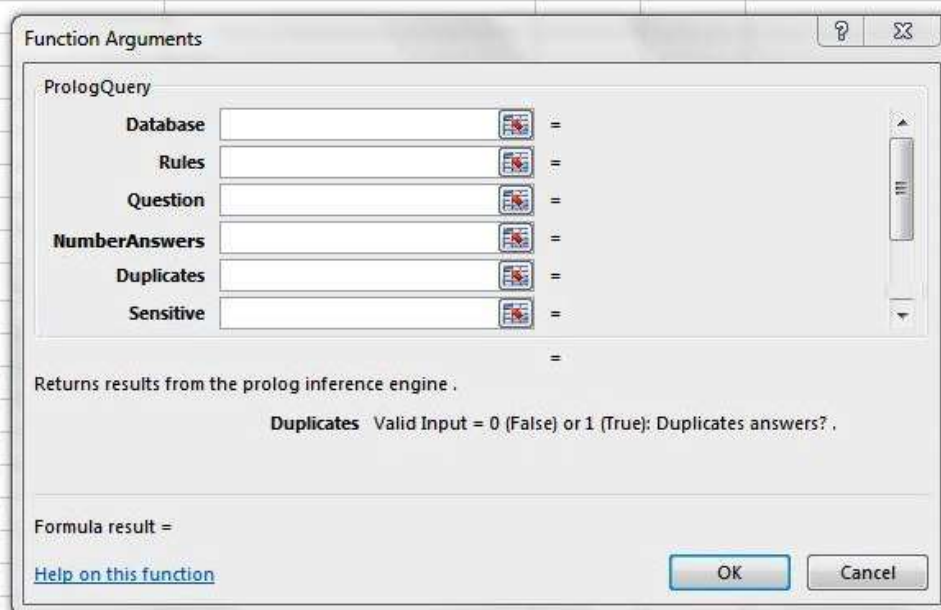 Function Arguments
PrologQuery
Database =
Rules =
Question =
NumberAnswers =
Duplicates =
Sensitive =
=
Returns results from the prolog inference engine .
Duplicates Valid Input = 0 (False) or 1 (True): Duplicates answers? .
Formula result =
Help on this function
OK Cancel